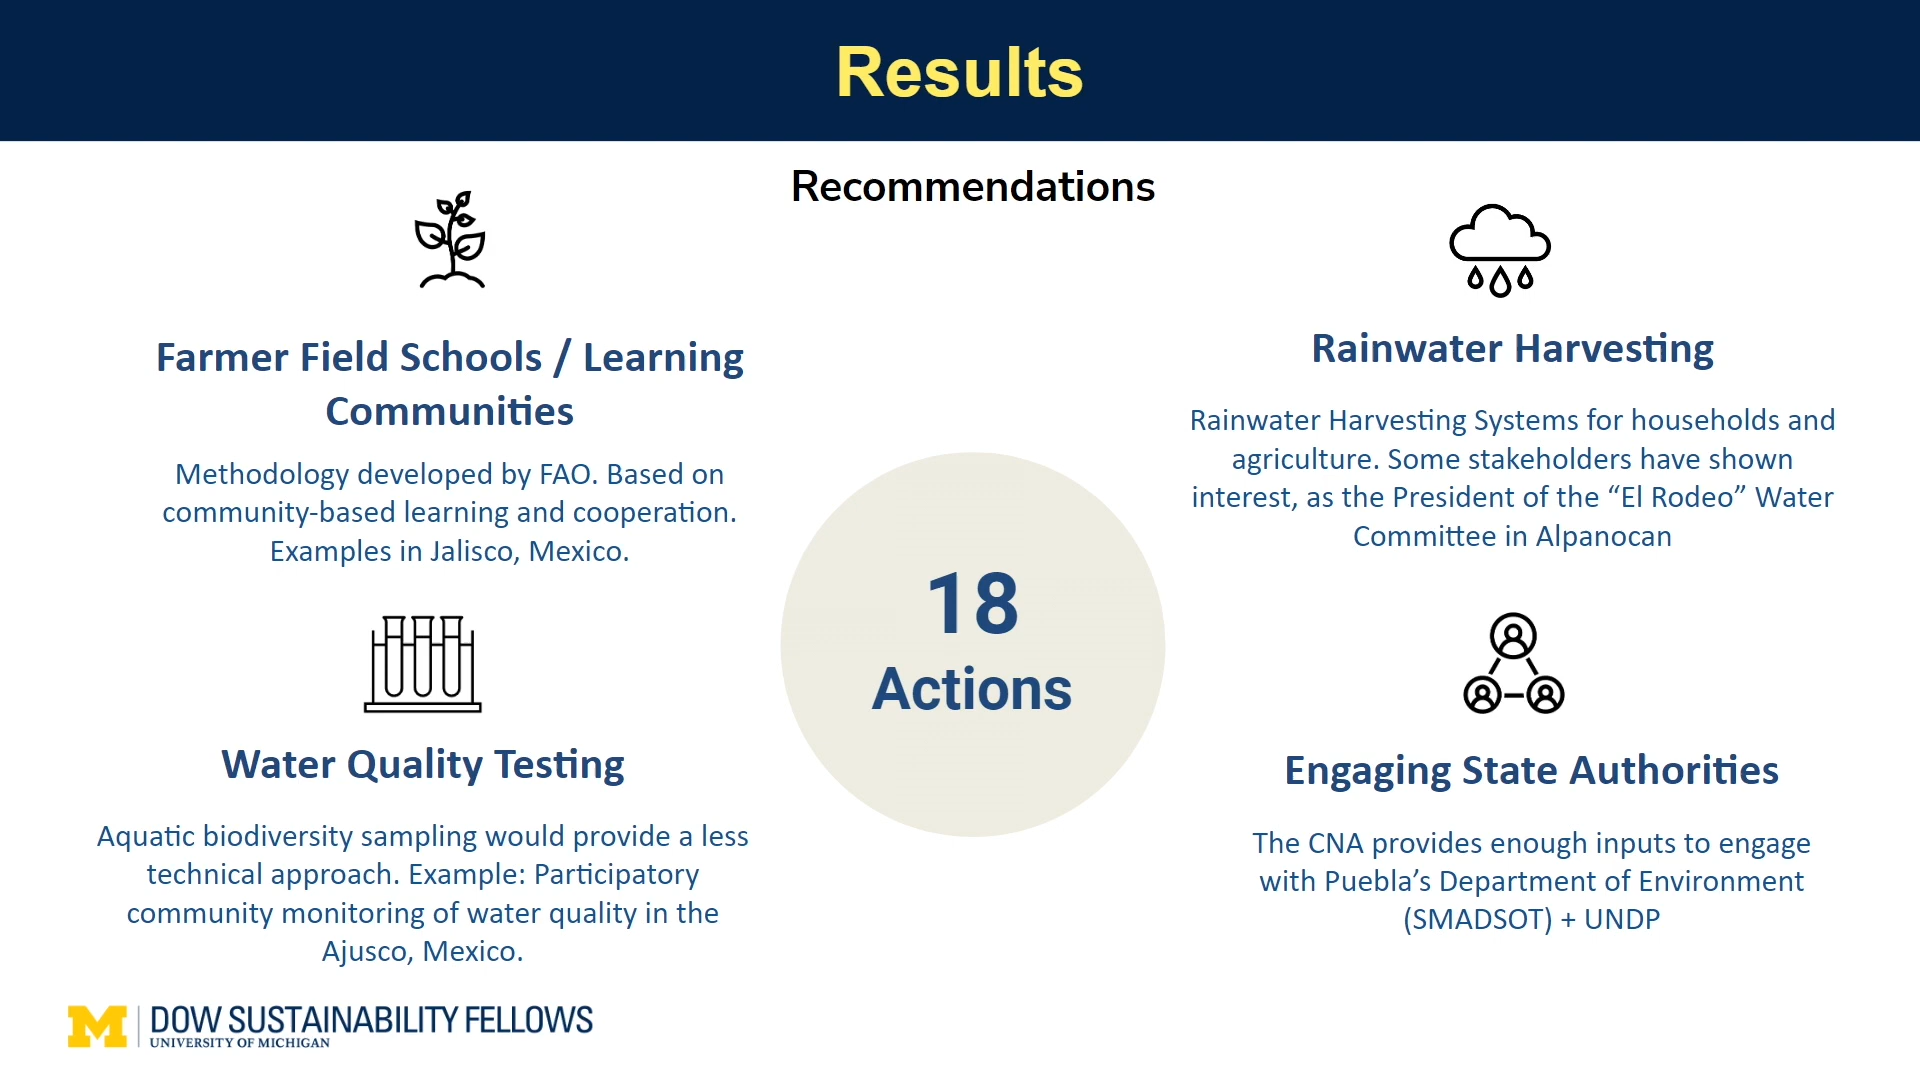 Results
Recommendations
Farmer Field Schools / Learning
Communities
Methodology developed by FAO. Based on
community-based learning and cooperation.
Examples in Jalisco, Mexico.
Rainwater Harvesting
Rainwater Harvesting Systems for households and
agriculture. Some stakeholders have shown
interest, as the President of the “El Rodeo” Water
Committee in Alpanocan
18
Actions
Water Quality Testing
Aquatic biodiversity sampling would provide a less
technical approach. Example: Participatory
community monitoring of water quality in the
Ajusco, Mexico.
Engaging State Authorities
The CNA provides enough inputs to engage
with Puebla’s Department of Environment
(SMADSOT) + UNDP
M
DOW SUSTAINABILITY FELLOWS
UNIVERSITY OF MICHIGAN